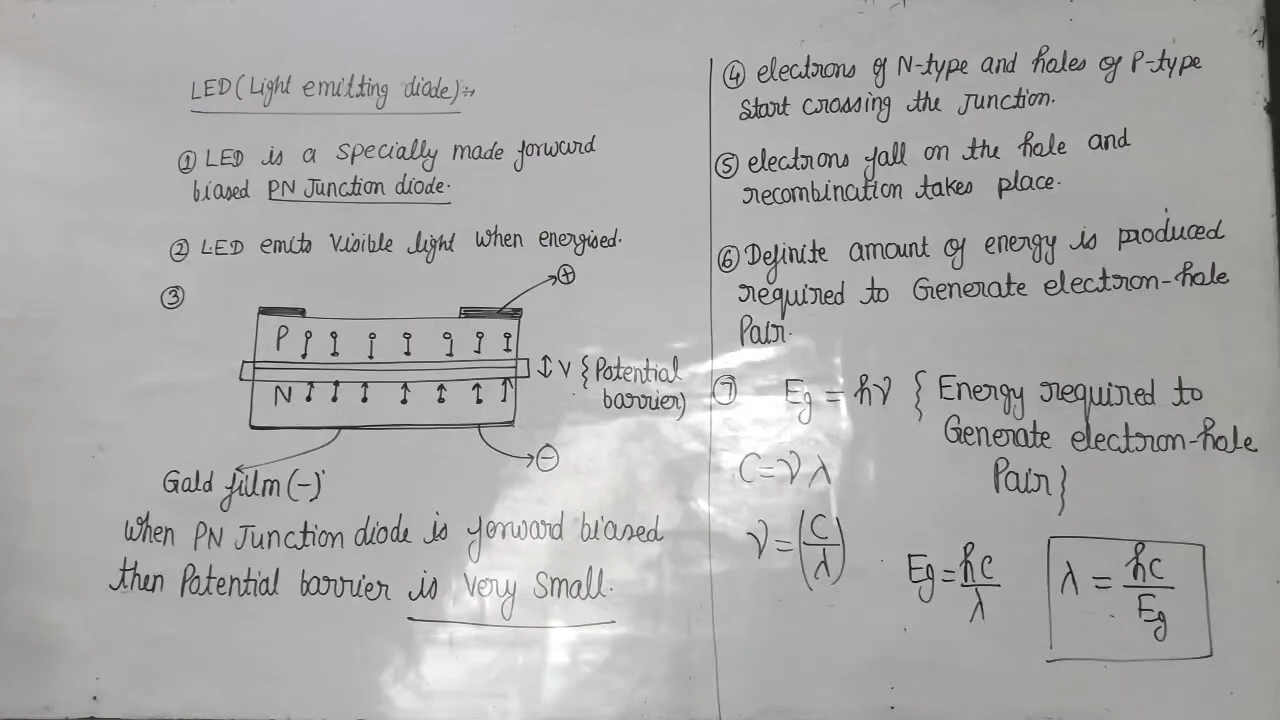 LED (Light emitting diode):→
① LED is a specially made forward
biased PN Junction diode.
② LED emits visible light when energised.
③
+
P
N
↕ V { Potential
barrier)
−
Gald fillm (−)
When PN Junction diode is forward biased
then Potential barrier is very small.
④ electrons of N-type and holes of P-type
start crossing the Junction.
⑤ electrons fall on the hole and
recombination takes place.
⑥ Definite amount of energy is produced
required to Generate electron-hole
Pair.
⑦ Eg = hν { Energy required to
Generate electron-hole
Pair}
C = νλ
ν = (C/λ)
Eg = hc/λ
λ = hc/Eg